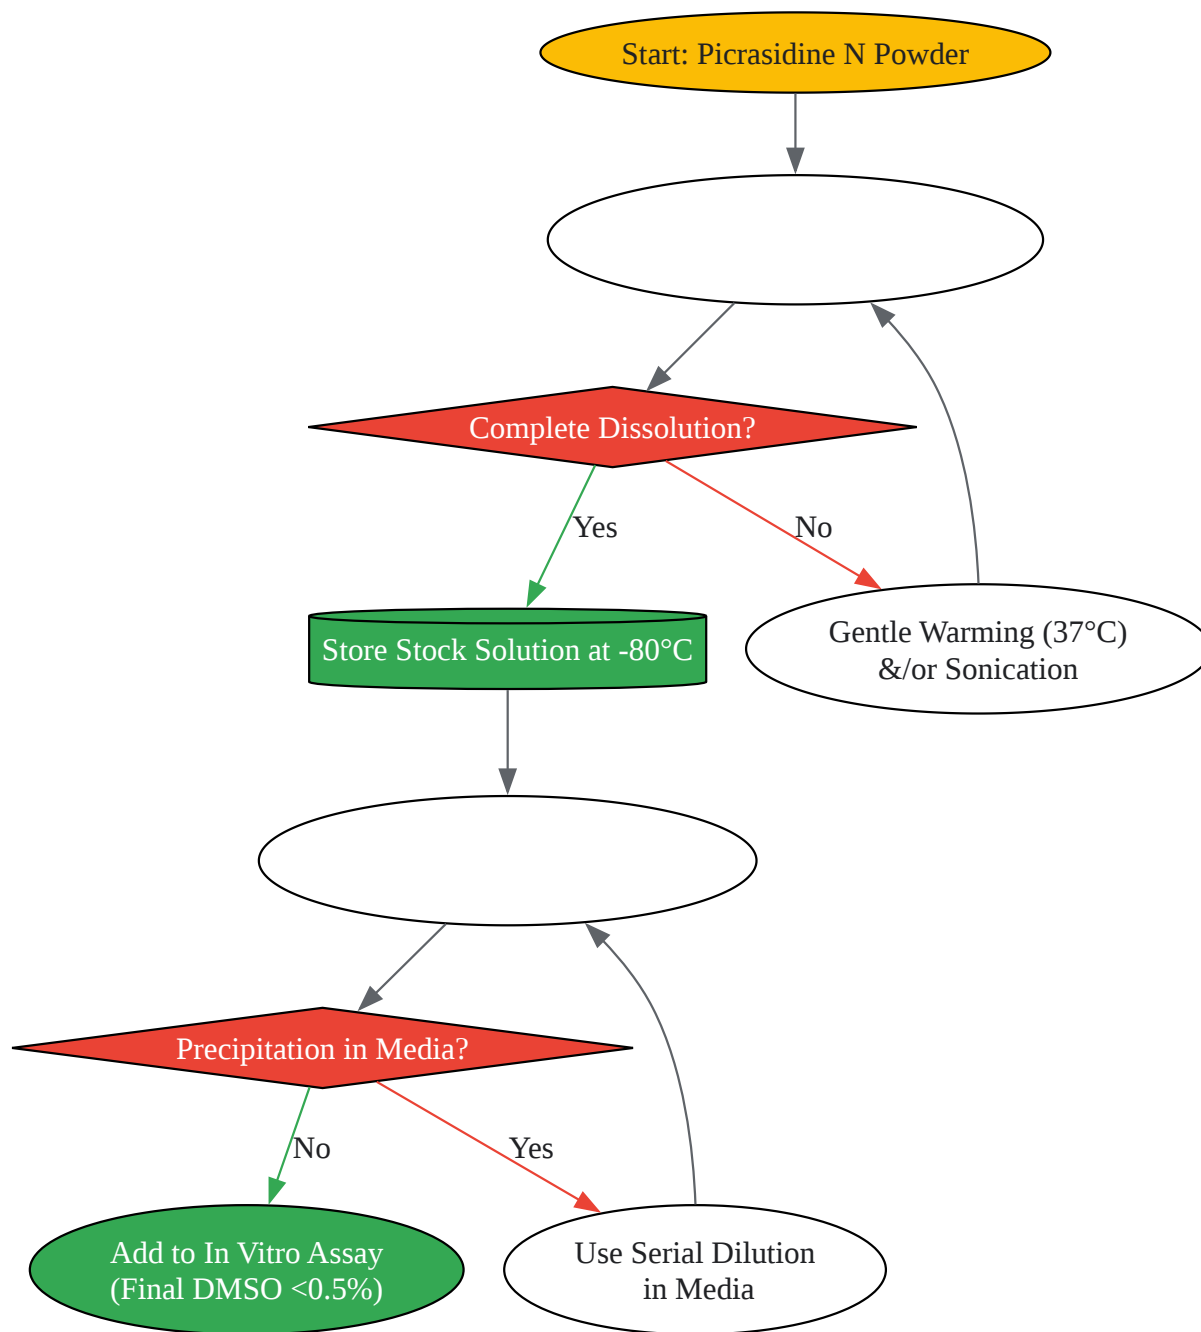 Start: Picrasidine N Powder
Complete Dissolution?
Yes
No
Store Stock Solution at -80°C
Gentle Warming (37°C)
&/or Sonication
Precipitation in Media?
No
Yes
Add to In Vitro Assay
(Final DMSO <0.5%)
Use Serial Dilution
in Media